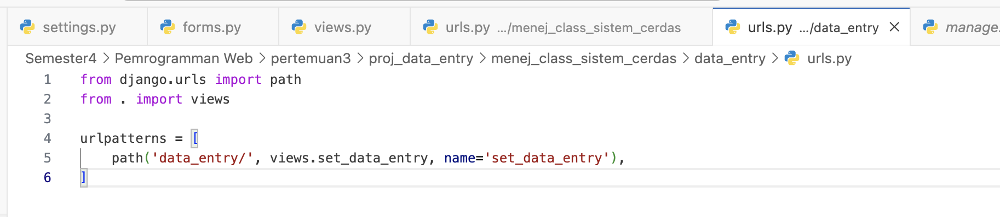 settings.py forms.py views.py urls.py .../menej_class_sistem_cerdas urls.py .../data_entry manage.
Semester4 > Pemrogramman Web > pertemuan3 > proj_data_entry > menej_class_sistem_cerdas > data_entry > urls.py
1 from django.urls import path
2 from . import views
3
4 urlpatterns = [
5     path('data_entry/', views.set_data_entry, name='set_data_entry'),
6 ]